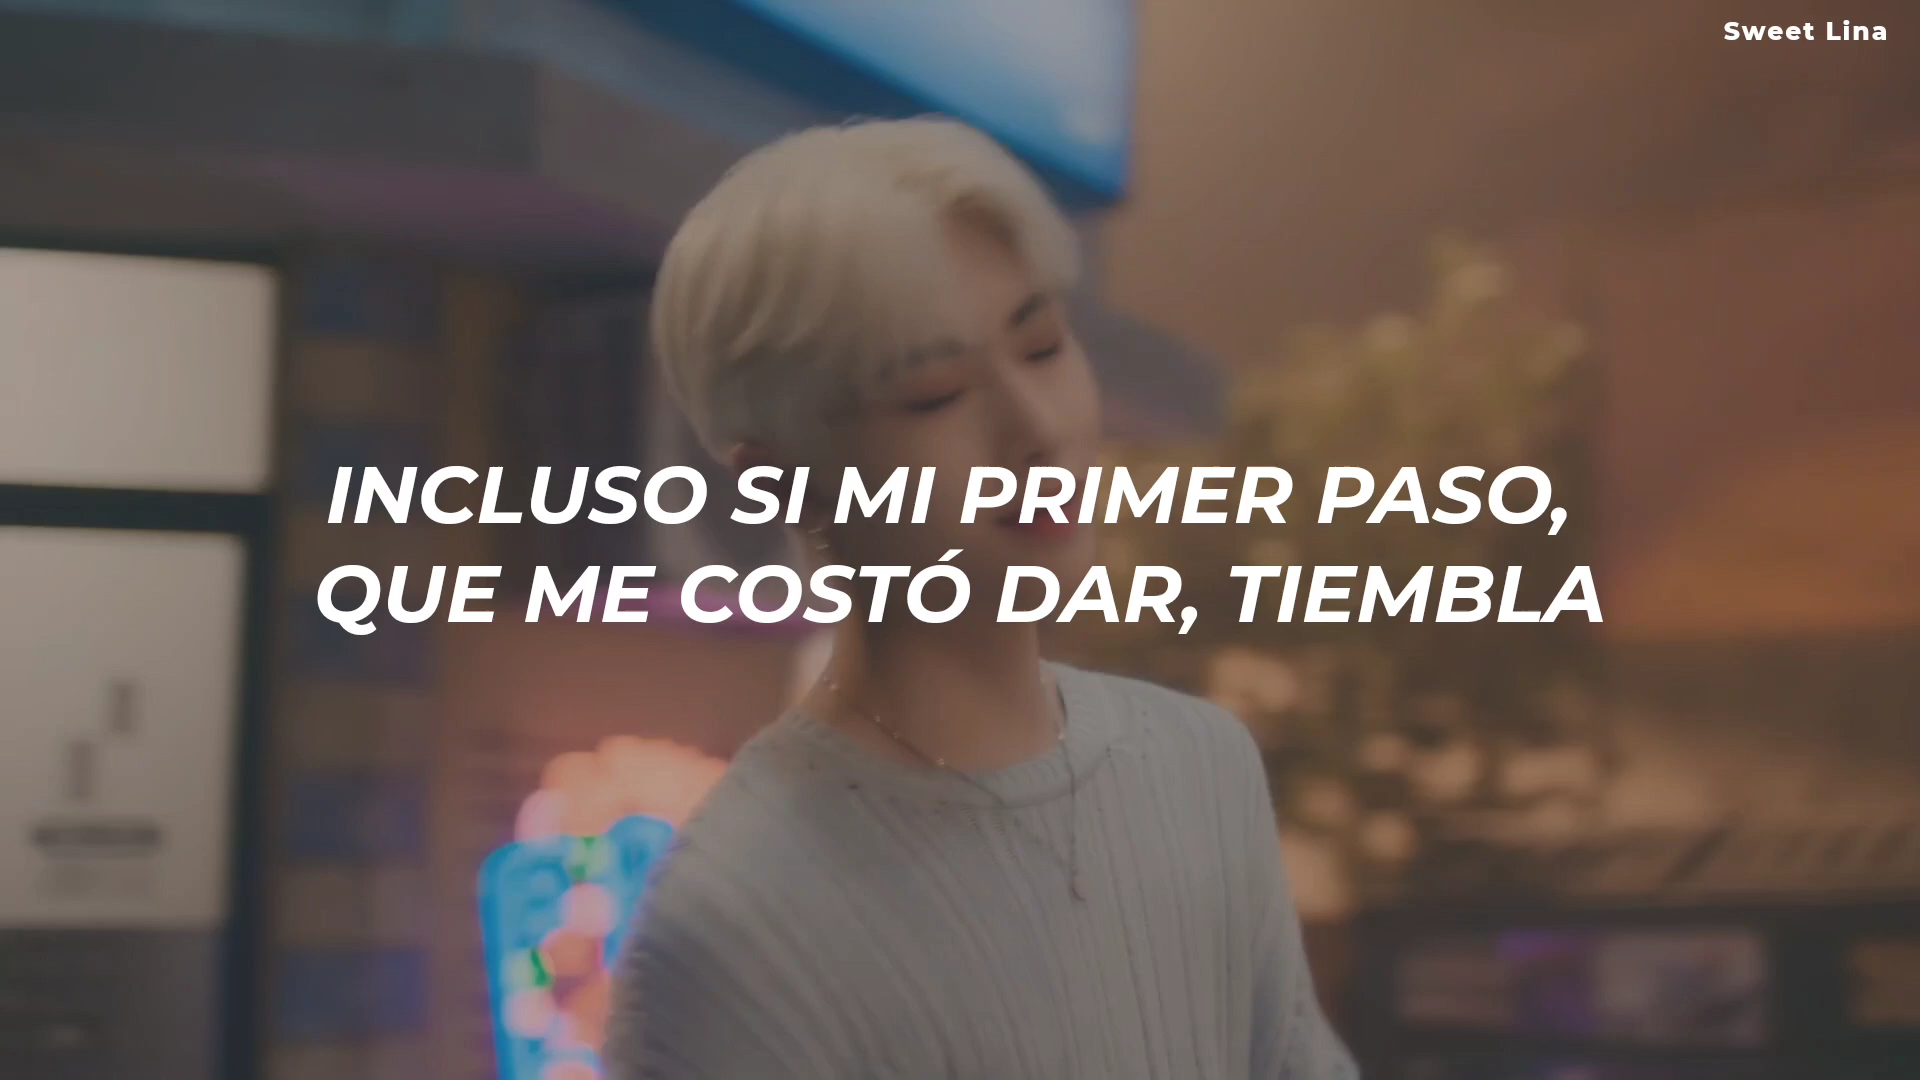 Sweet Lina
INCLUSO SI MI PRIMER PASO,
QUE ME COSTÓ DAR, TIEMBLA